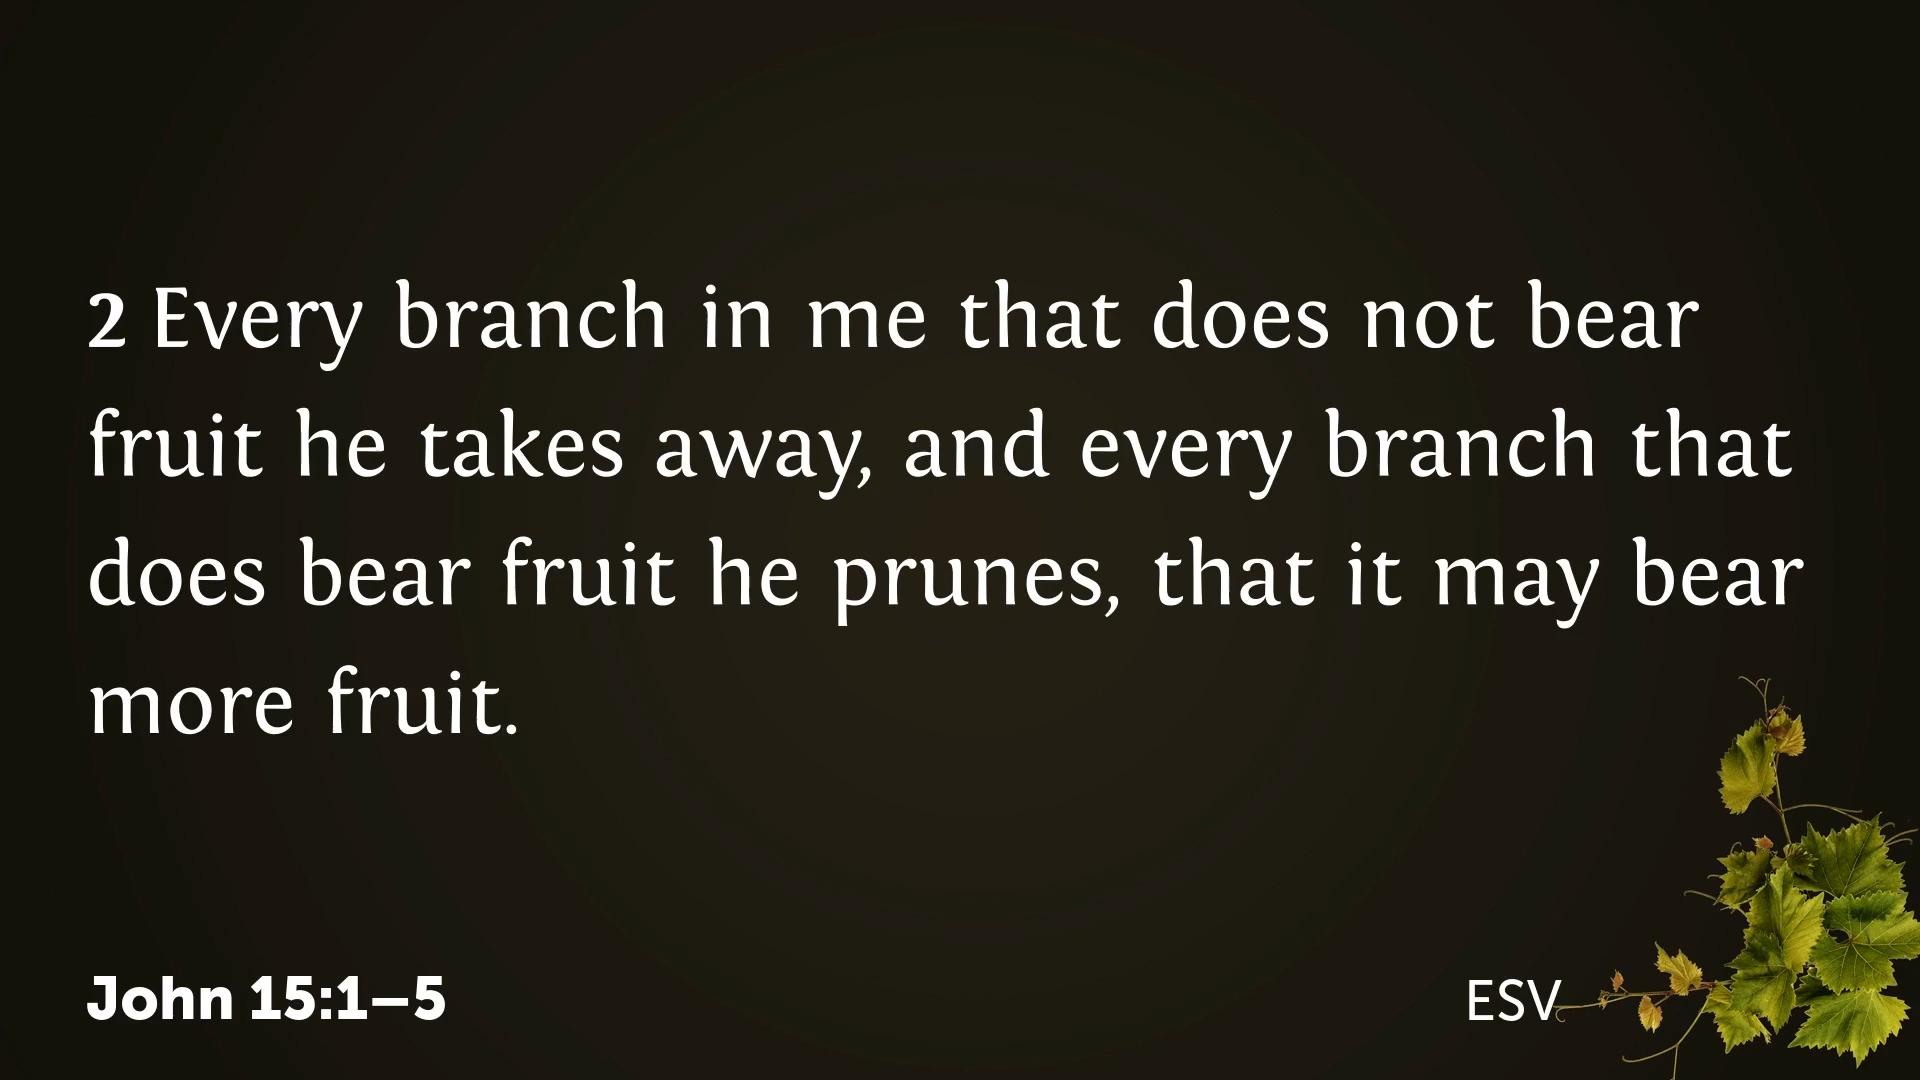 2 Every branch in me that does not bear
fruit he takes away, and every branch that
does bear fruit he prunes, that it may bear
more fruit.
John 15:1–5
ESV